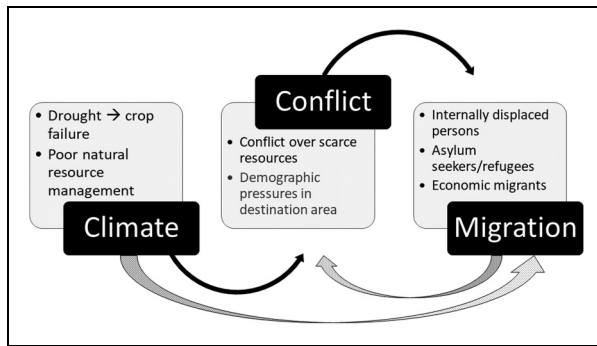 • Drought → crop
failure
• Poor natural
resource
management
Climate
Conflict
• Conflict over scarce
resources
• Demographic
pressures in
destination area
• Internally displaced
persons
• Asylum
seekers/refugees
• Economic migrants
Migration